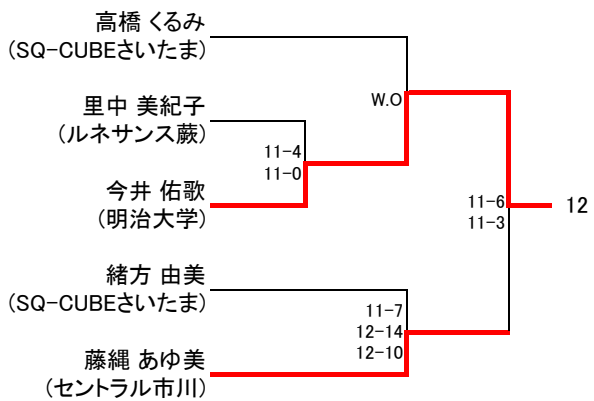 高橋 くるみ
(SQ-CUBEさいたま)
W.O
里中 美紀子
(ルネサンス蕨)
11-4
11-0
今井 佑歌
(明治大学)
11-6
11-3
12
緒方 由美
(SQ-CUBEさいたま)
11-7
12-14
12-10
藤縄 あゆ美
(セントラル市川)